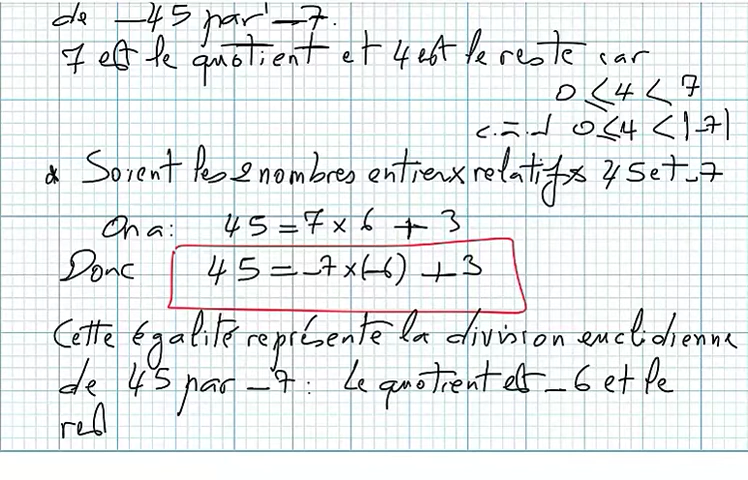 de -45 par -7.
7 est le quotient et 4 est le reste car
0 ≤ 4 < 7
c.à.d 0 ≤ 4 < |-7|
* Soient les 2 nombres entiers relatifs 45 et -7
On a: 45 = 7 × 6 + 3
Donc 45 = -7 × (-6) + 3
Cette égalité représente la division euclidienne
de 45 par -7: Le quotient est -6 et le
res